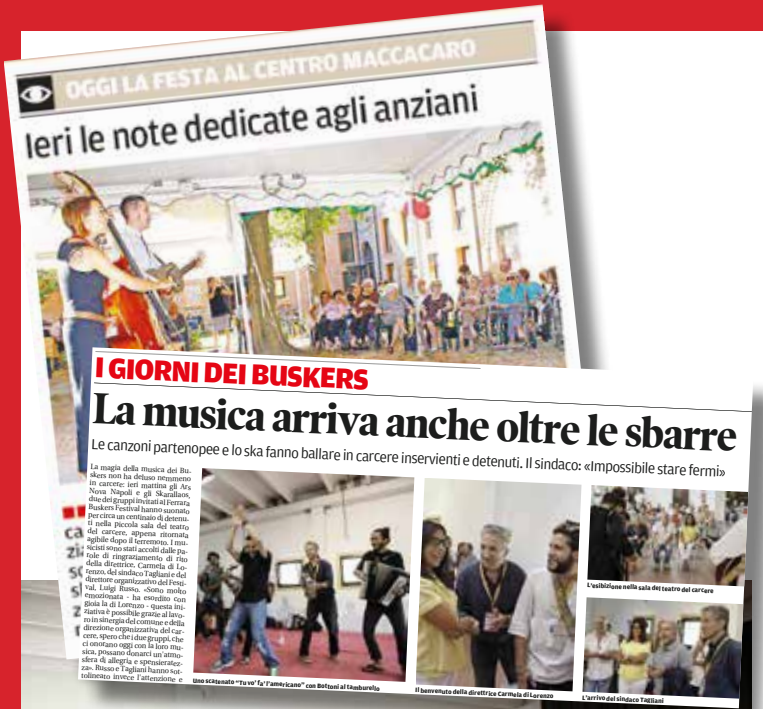 OGGI LA FESTA AL CENTRO MACCACARO
Ieri le note dedicate agli anziani
I GIORNI DEI BUSKERS
La musica arriva anche oltre le sbarre
Le canzoni partenopee e lo ska fanno ballare in carcere inservienti e detenuti. Il sindaco: «Impossibile stare fermi»
La magia della musica dei Bu-
skers non ha deluso nemmeno
in carcere: ieri mattina gli Ars
Nova Napoli e gli Skarallaos,
due dei gruppi invitati al Ferrara
Buskers Festival hanno suonato
per circa un centinaio di detenu-
ti nella piccola sala del teatro
del carcere, appena ritornata
agibile dopo il terremoto. I mu-
sicisti sono stati accolti dalle pa-
role di ringraziamento di rito
della direttrice, Carmela di Lo-
renzo, del sindaco Tagliani e del
direttore organizzativo del Festi-
val, Luigi Russo. «Sono molto
emozionata - ha esordito con
gioia la di Lorenzo - questa ini-
ziativa è possibile grazie al lavo-
ro in sinergia del comune e della
direzione organizzativa del car-
cere, spero che i due gruppi, che
ci onorano oggi con la loro mu-
sica, possano donarci un'atmo-
sfera di allegria e spensieratez-
za». Russo e Tagliani hanno sot-
tolineato invece l'attenzione e
Uno scatenato "Tu vo' fa' l'americano" con Bottoni al tamburello
Il benvenuto della direttrice Carmela di Lorenzo
L'esibizione nella sala del teatro del carcere
L'arrivo del sindaco Tagliani